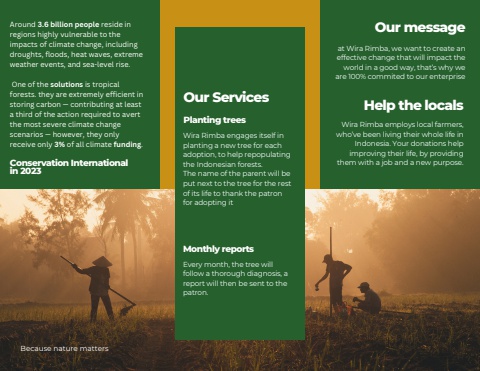 Around 3.6 billion people reside in
regions highly vulnerable to the
impacts of climate change, including
droughts, floods, heat waves, extreme
weather events, and sea-level rise.
One of the solutions is tropical
forests. they are extremely efficient in
storing carbon — contributing at least
a third of the action required to avert
the most severe climate change
scenarios — however, they only
receive only 3% of all climate funding.
Conservation International
in 2023
Because nature matters
Our Services
Planting trees
Wira Rimba engages itself in
planting a new tree for each
adoption, to help repopulating
the Indonesian forests.
The name of the parent will be
put next to the tree for the rest
of its life to thank the patron
for adopting it
Monthly reports
Every month, the tree will
follow a thorough diagnosis, a
report will then be sent to the
patron.
Our message
at Wira Rimba, we want to create an
effective change that will impact the
world in a good way, that's why we
are 100% commited to our enterprise
Help the locals
Wira Rimba employs local farmers,
who've been living their whole life in
Indonesia. Your donations help
improving their life, by providing
them with a job and a new purpose.